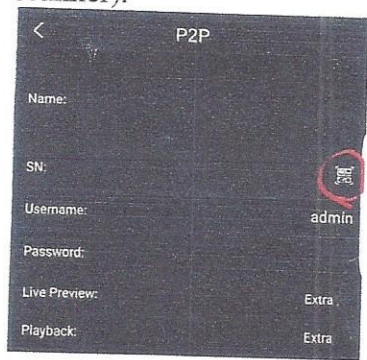 P2P
Name:
SN:
Username: admin
Password:
Live Preview: Extra
Playback: Extra